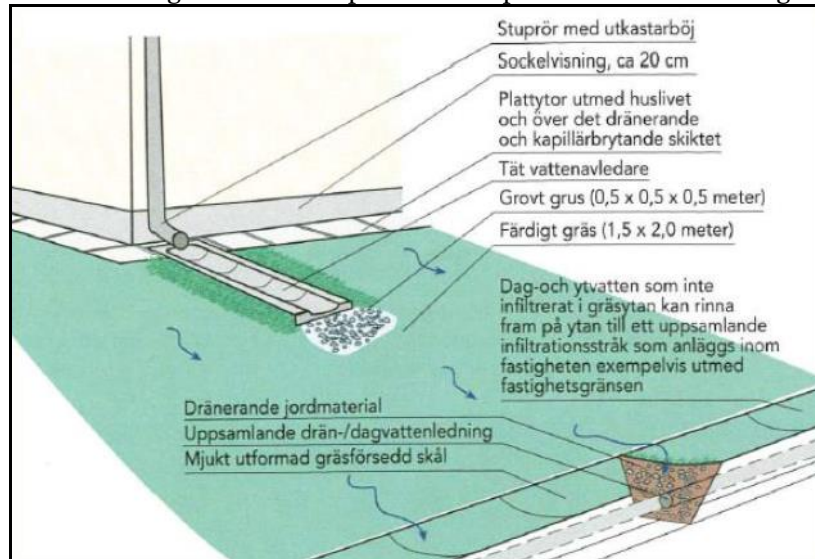 Stuprör med utkastarböj
Sockelvisning, ca 20 cm
Plattytor utmed huslivet
och över det dränerande
och kapillärbrytande skiktet
Tät vattenavledare
Grovt grus (0,5 x 0,5 x 0,5 meter)
Färdigt gräs (1,5 x 2,0 meter)
Dag-och ytvatten som inte
infiltrerat i gräsytan kan rinna
fram på ytan till ett uppsamlande
infiltrationsstråk som anläggs inom
fastigheten exempelvis utmed
fastighetsgränsen
Dränerande jordmaterial
Uppsamlande drän-/dagvattenledning
Mjukt utformad gräsförsedd skål